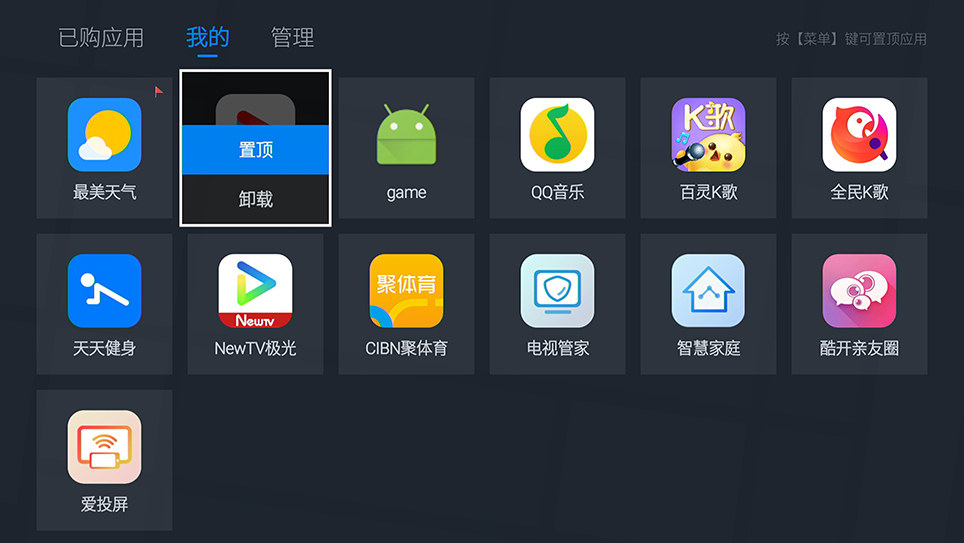 已购应用 我的 管理 按【菜单】键可置顶应用
置顶
卸载
最美天气 game QQ音乐 百灵K歌 全民K歌
K歌
聚体育
NEWTV
天天健身 NewTV极光 CIBN聚体育 电视管家 智慧家庭 酷开亲友圈
爱投屏